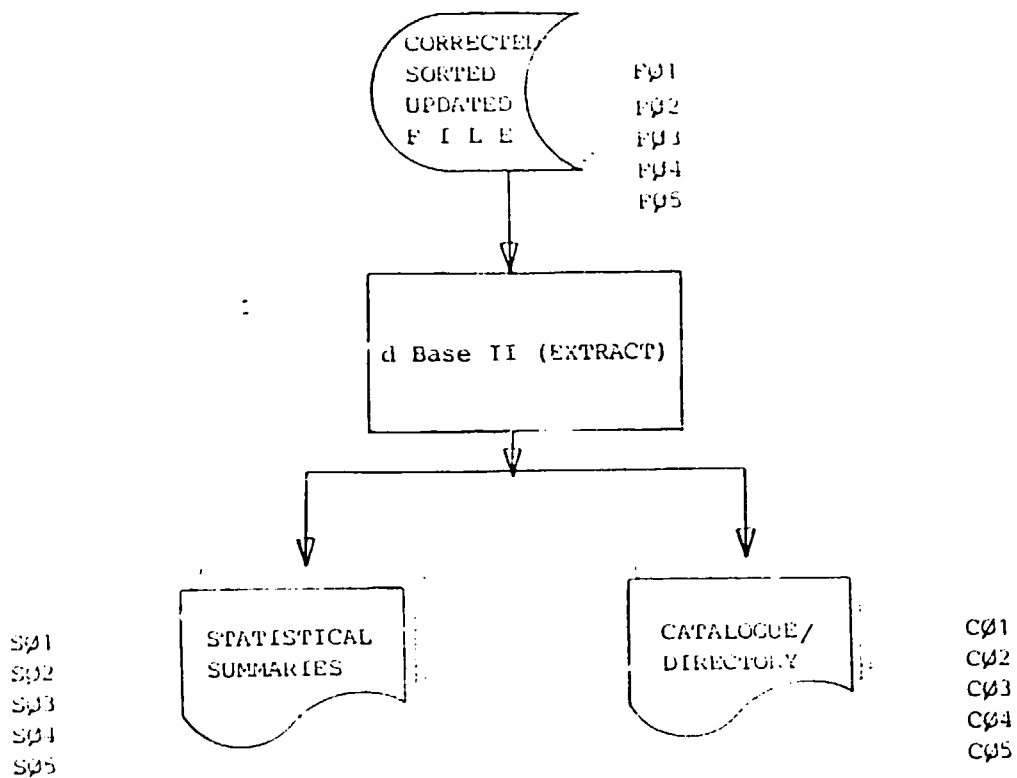 CORRECTED
SORTED
UPDATED
F I L E
FØ1
FØ2
FØ3
FØ4
FØ5
d Base II (EXTRACT)
STATISTICAL
SUMMARIES
SØ1
SØ2
SØ3
SØ4
SØ5
CATALOGUE/
DIRECTORY
CØ1
CØ2
CØ3
CØ4
CØ5